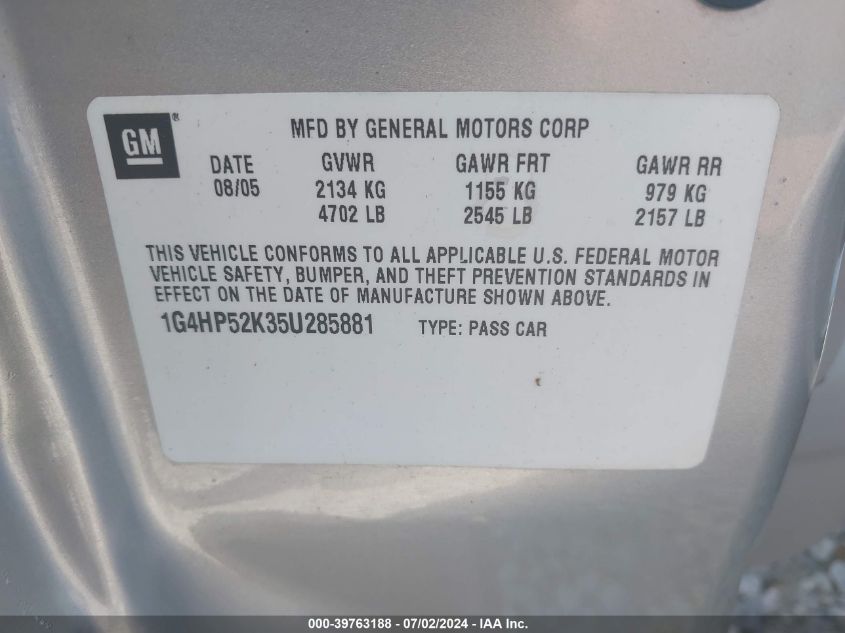 GM®
MFD BY GENERAL MOTORS CORP
DATE GVWR GAWR FRT GAWR RR
08/05 2134 KG 1155 KG 979 KG
4702 LB 2545 LB 2157 LB
THIS VEHICLE CONFORMS TO ALL APPLICABLE U.S. FEDERAL MOTOR
VEHICLE SAFETY, BUMPER, AND THEFT PREVENTION STANDARDS IN
EFFECT ON THE DATE OF MANUFACTURE SHOWN ABOVE.
1G4HP52K35U285881 TYPE: PASS CAR
000-39763188 - 07/02/2024 - IAA Inc.